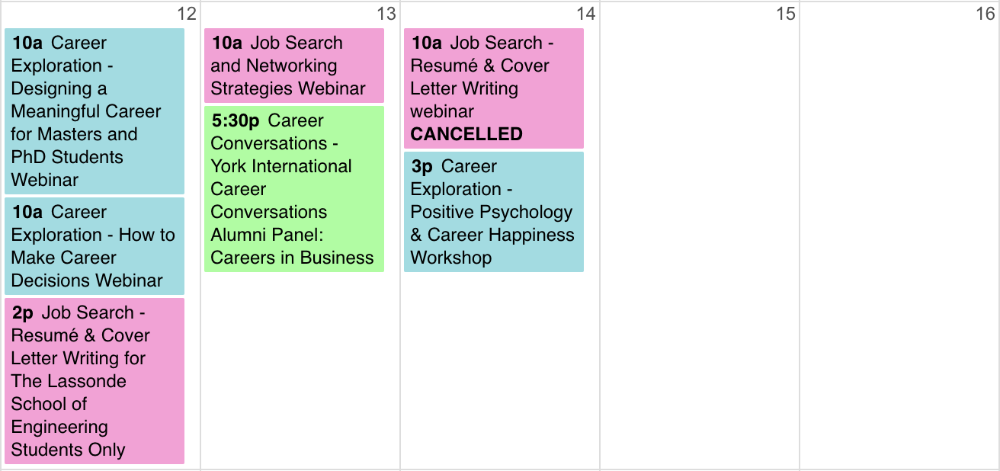 12
10a Career
Exploration -
Designing a
Meaningful Career
for Masters and
PhD Students
Webinar
10a Career
Exploration - How to
Make Career
Decisions Webinar
2p Job Search -
Resumé & Cover
Letter Writing for
The Lassonde
School of
Engineering
Students Only
13
10a Job Search
and Networking
Strategies Webinar
5:30p Career
Conversations -
York International
Career
Conversations
Alumni Panel:
Careers in Business
14
10a Job Search -
Resumé & Cover
Letter Writing
webinar
CANCELLED
3p Career
Exploration -
Positive Psychology
& Career Happiness
Workshop
15
16